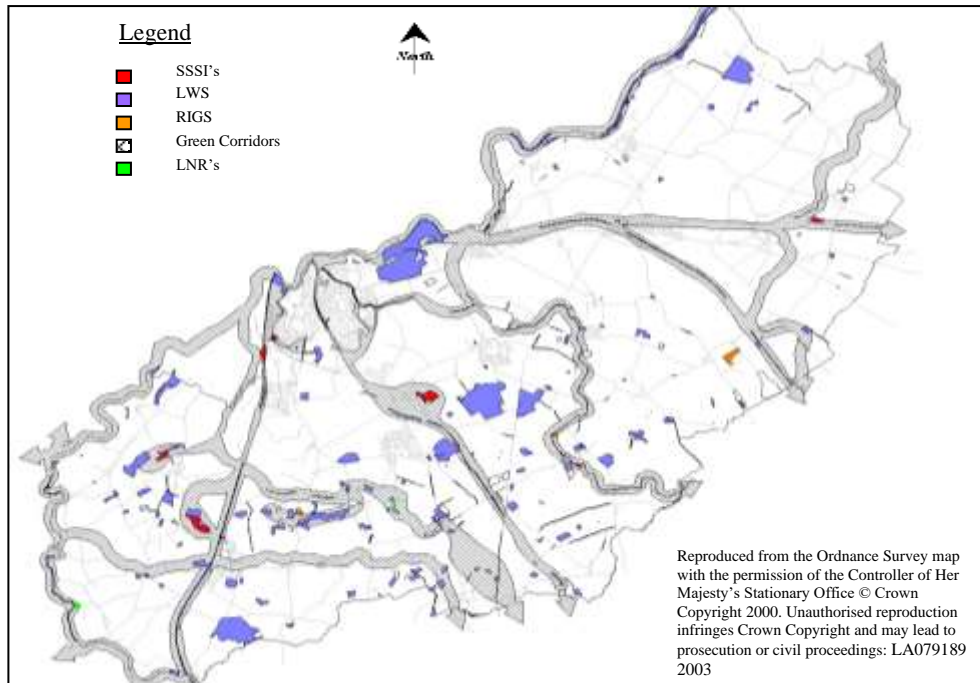 Legend
North
SSSI's
LWS
RIGS
Green Corridors
LNR's
Reproduced from the Ordnance Survey map
with the permission of the Controller of Her
Majesty's Stationary Office © Crown
Copyright 2000. Unauthorised reproduction
infringes Crown Copyright and may lead to
prosecution or civil proceedings: LA079189
2003